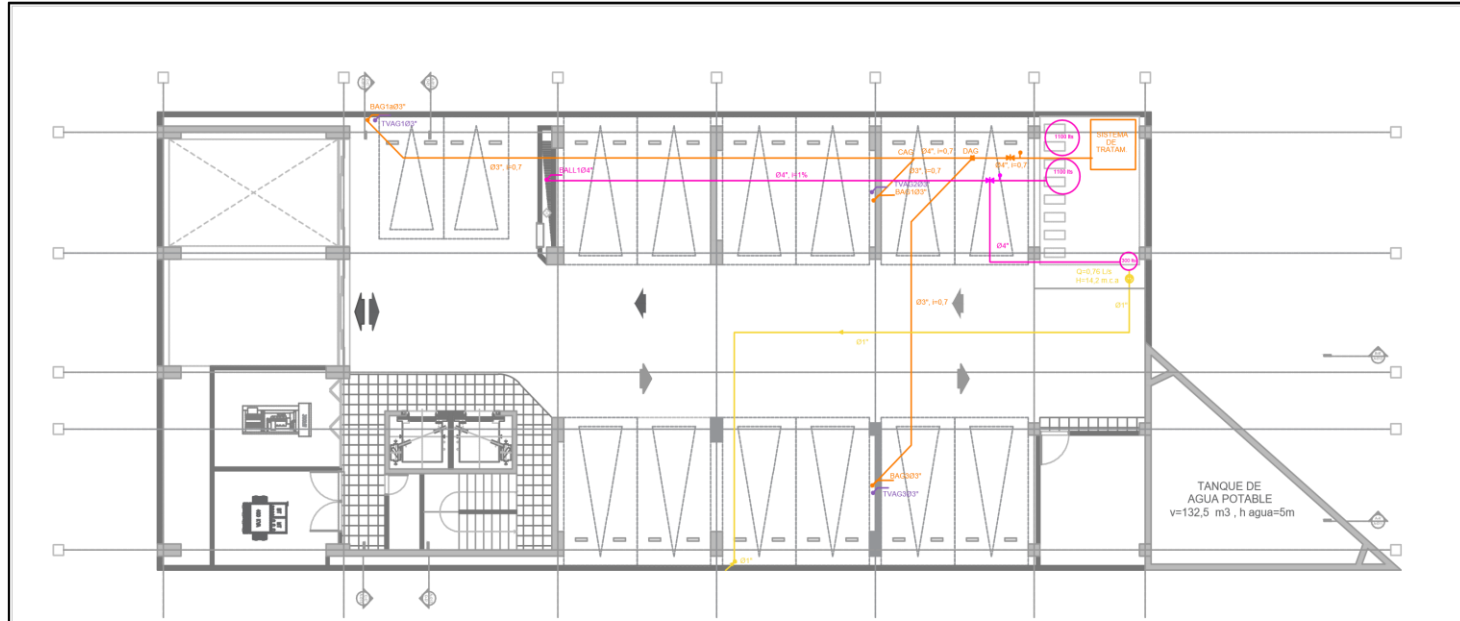 BAG1aØ3"
TVAG1Ø3"
Ø3", i=0,7
BALL1Ø4"
Ø4", i=1%
CAG
Ø4", i=0,7
DAG
Ø4", i=0,7
Ø3", i=0,7
TVAG2Ø3"
BAG1Ø3"
1100 lts
1100 lts
SISTEMA
DE
TRATAM.
Ø4"
Q=0,76 L/s
H=14,2 m.c.a
Ø1"
Ø3", i=0,7
Ø1"
BAG3Ø3"
TVAG3Ø3"
Ø1"
TANQUE DE
AGUA POTABLE
v=132,5 m3 , h agua=5m